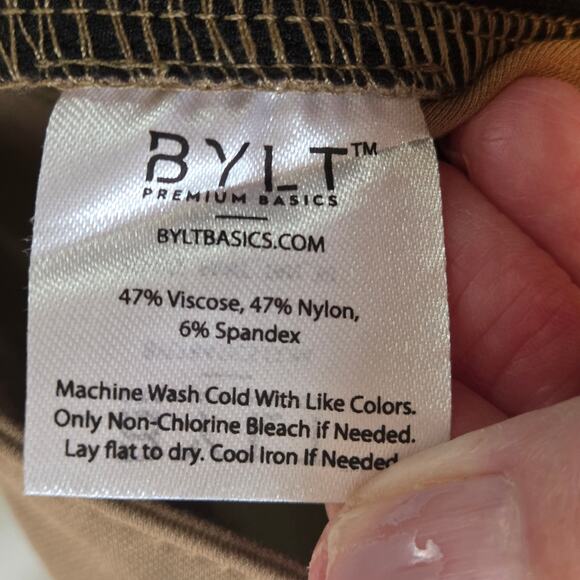 BYLT™
PREMIUM BASICS
BYLTBASICS.COM
47% Viscose, 47% Nylon,
6% Spandex
Machine Wash Cold With Like Colors.
Only Non-Chlorine Bleach if Needed.
Lay flat to dry. Cool Iron If Needed